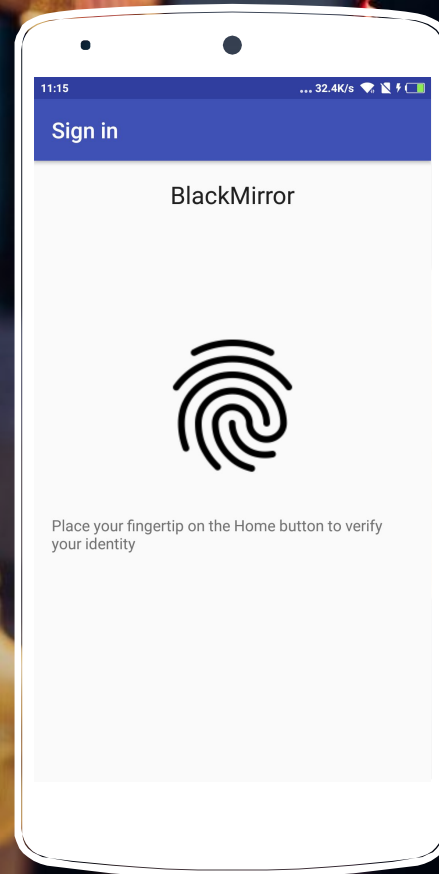 11:15 ... 32.4K/s
Sign in
BlackMirror
Place your fingertip on the Home button to verify
your identity